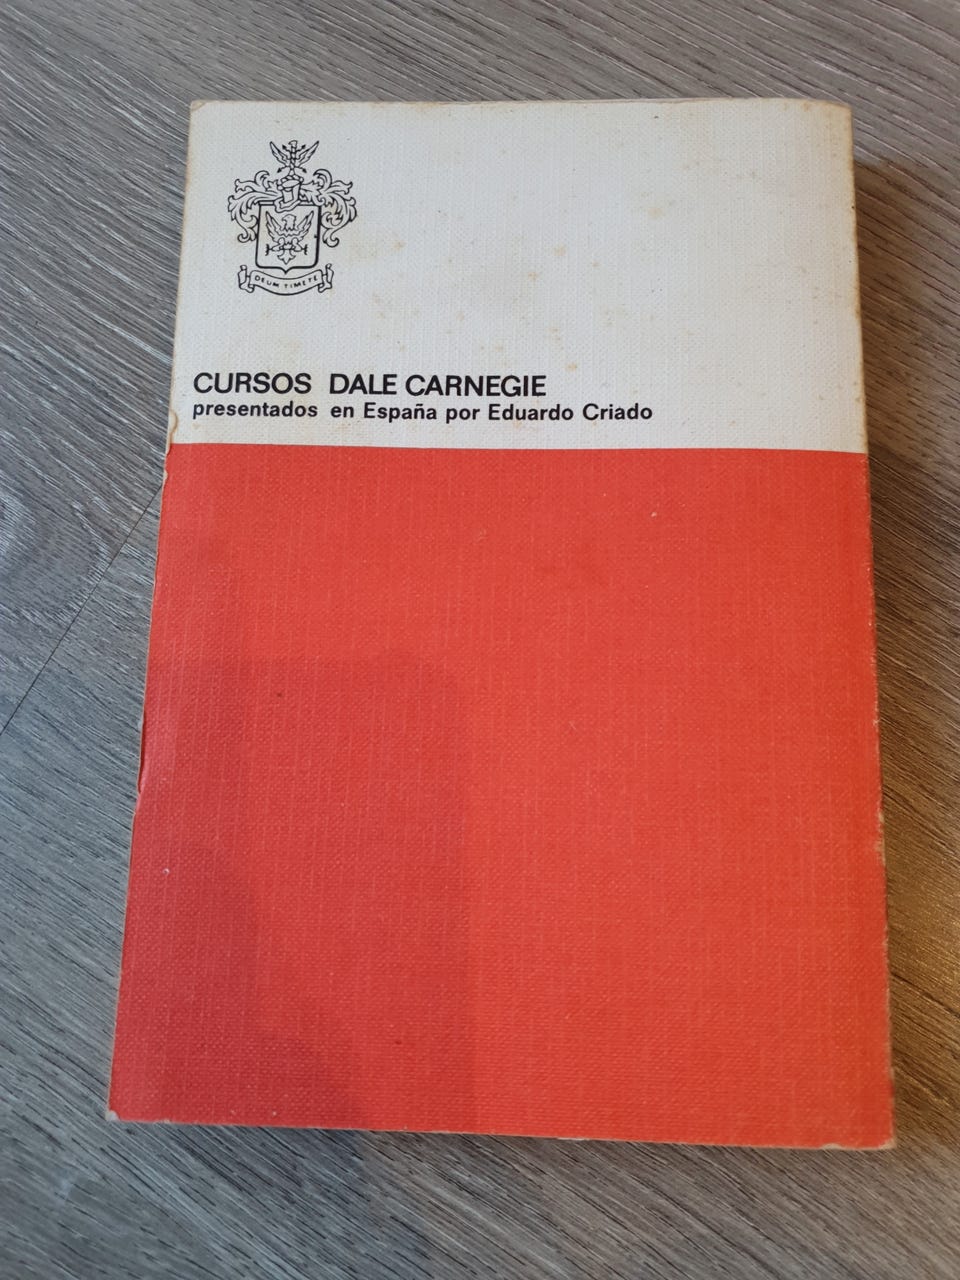 DEUM TIMETE
CURSOS DALE CARNEGIE
presentados en España por Eduardo Criado